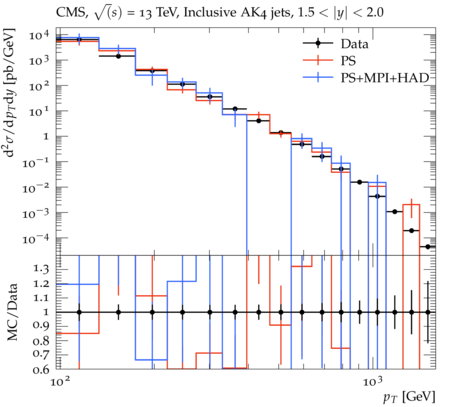 CMS, √(s) = 13 TeV, Inclusive AK4 jets, 1.5 < |y| < 2.0
d²σ/dp_T dy [pb/GeV]
10⁴
10³
10²
10¹
1
10⁻¹
10⁻²
10⁻³
10⁻⁴
Data
PS
PS+MPI+HAD
MC/Data
1.3
1.2
1.1
1
0.9
0.8
0.7
0.6
10²
10³
p_T [GeV]